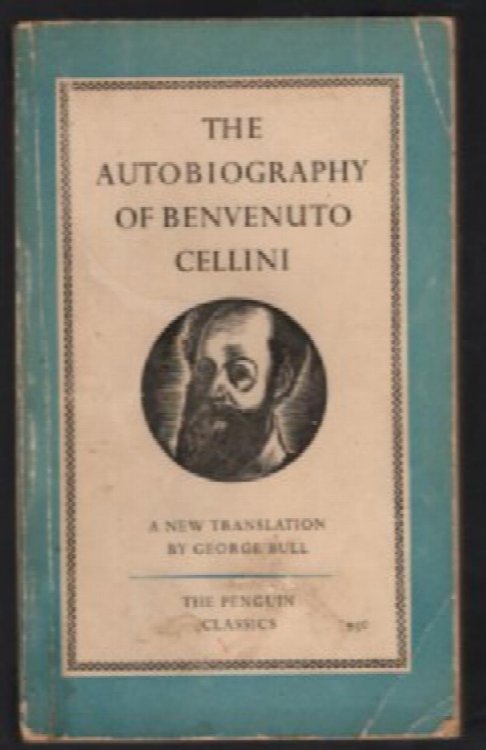 THE
AUTOBIOGRAPHY
OF BENVENUTO
CELLINI
A NEW TRANSLATION
BY GEORGE BULL
THE PENGUIN
CLASSICS